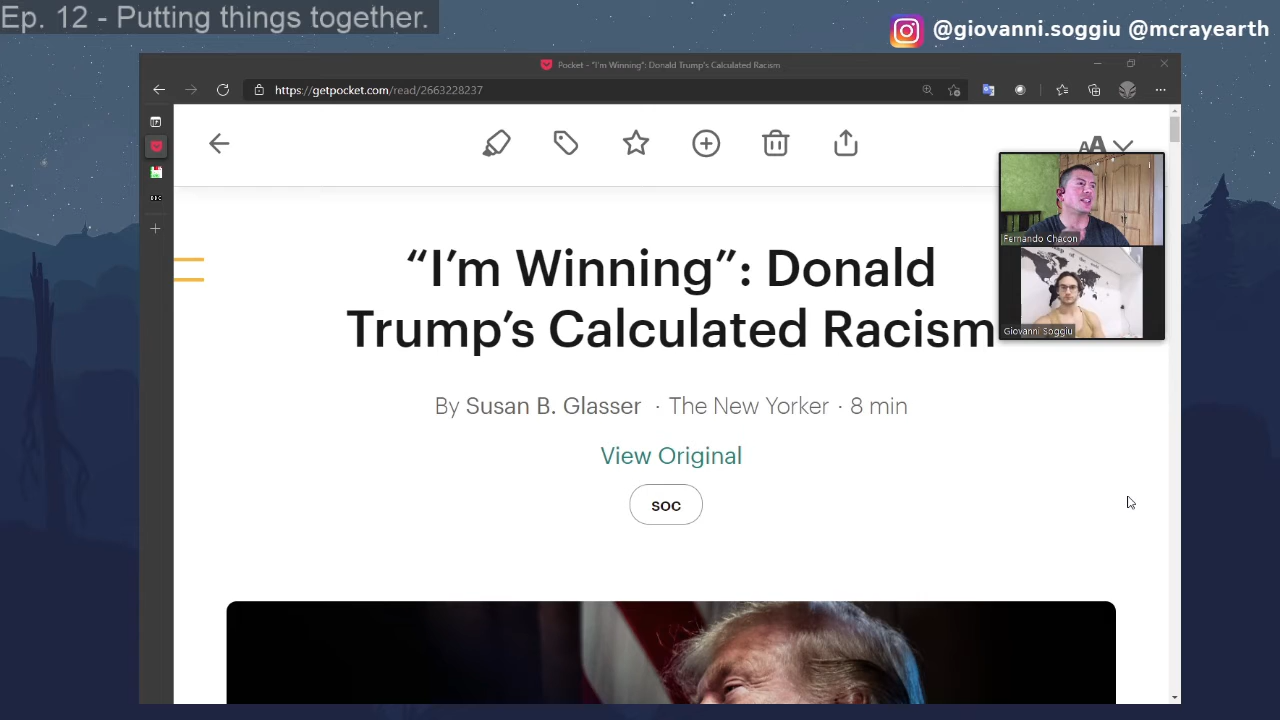 Ep. 12 - Putting things together.
@giovanni.soggiu @mcrayearth
Pocket - "I'm Winning": Donald Trump's Calculated Racism
https://getpocket.com/read/2663228237
AA
“I’m Winning”: Donald
Trump’s Calculated Racism
By Susan B. Glasser · The New Yorker · 8 min
View Original
soc
Fernando Chacon
Giovanni Soggiu